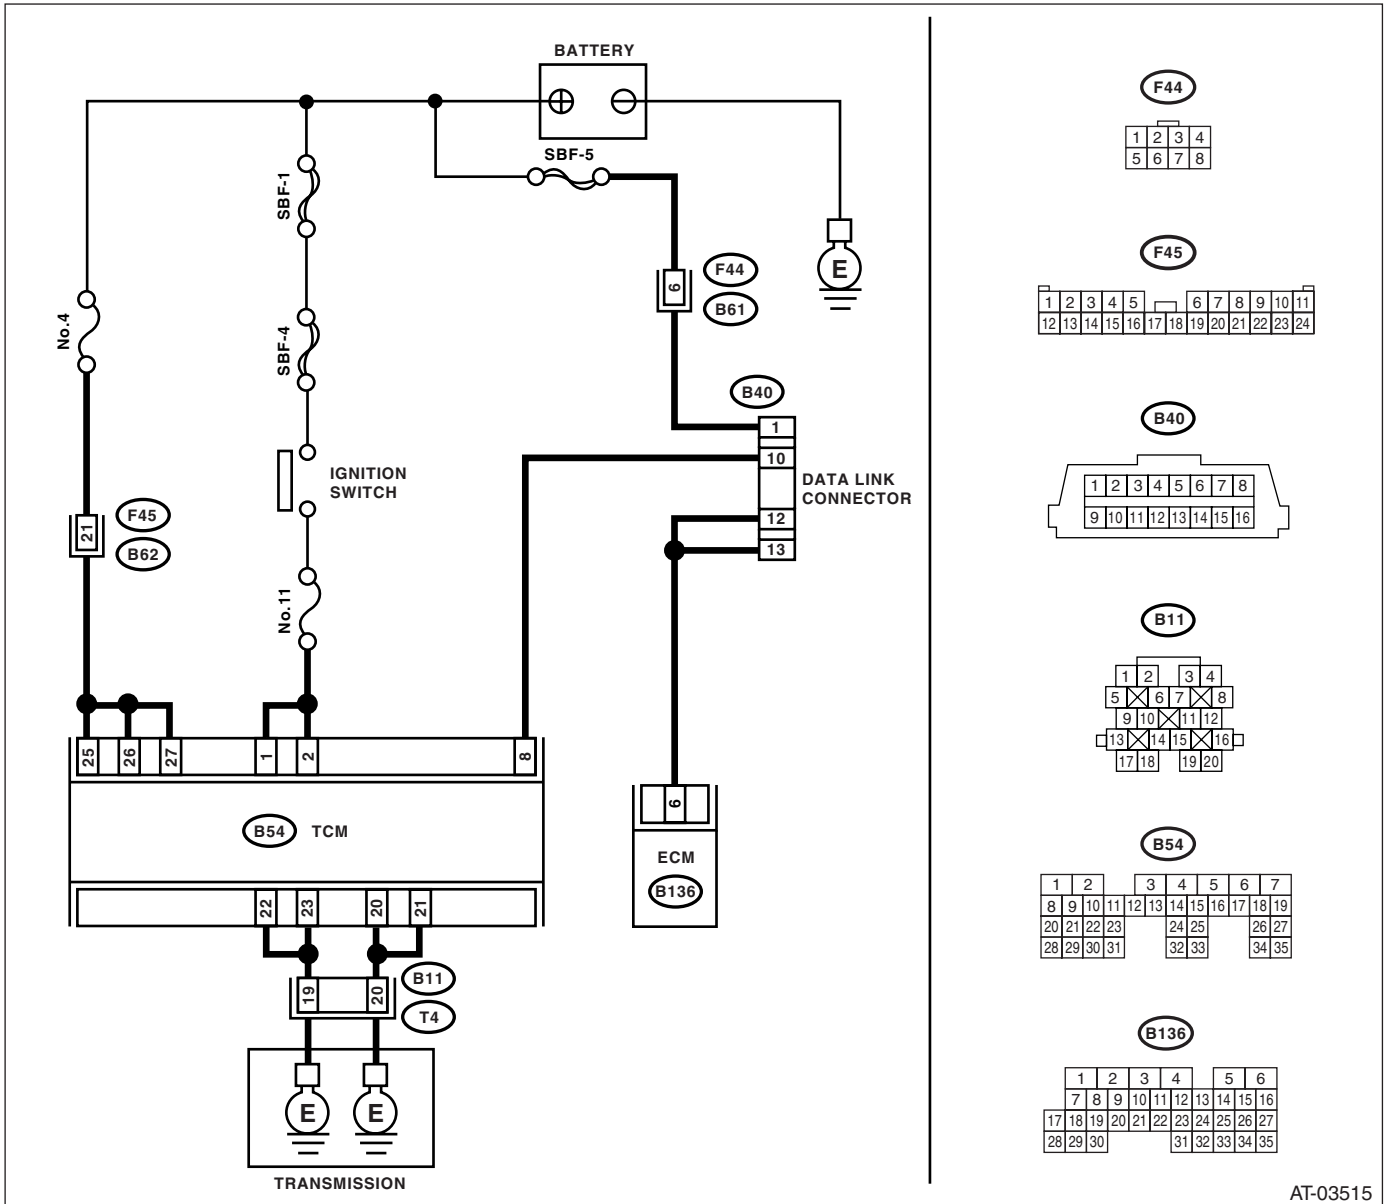 BATTERY
SBF-5
SBF-1
E
F44
6
B61
No.4
SBF-4
B40
1
10
IGNITION
SWITCH
DATA LINK
CONNECTOR
12
13
F45
21
B62
No.11
25
26
27
1
2
8
B54 TCM
6
ECM
B136
22
23
20
21
B11
19
20
T4
E
E
TRANSMISSION
F44
1 2 3 4
5 6 7 8
F45
1 2 3 4 5 6 7 8 9 10 11
12 13 14 15 16 17 18 19 20 21 22 23 24
B40
1 2 3 4 5 6 7 8
9 10 11 12 13 14 15 16
B11
1 2 3 4
5 6 7 8
9 10 11 12
13 14 15 16
17 18 19 20
B54
1 2 3 4 5 6 7
8 9 10 11 12 13 14 15 16 17 18 19
20 21 22 23 24 25 26 27
28 29 30 31 32 33 34 35
B136
1 2 3 4 5 6
7 8 9 10 11 12 13 14 15 16
17 18 19 20 21 22 23 24 25 26 27
28 29 30 31 32 33 34 35
AT-03515